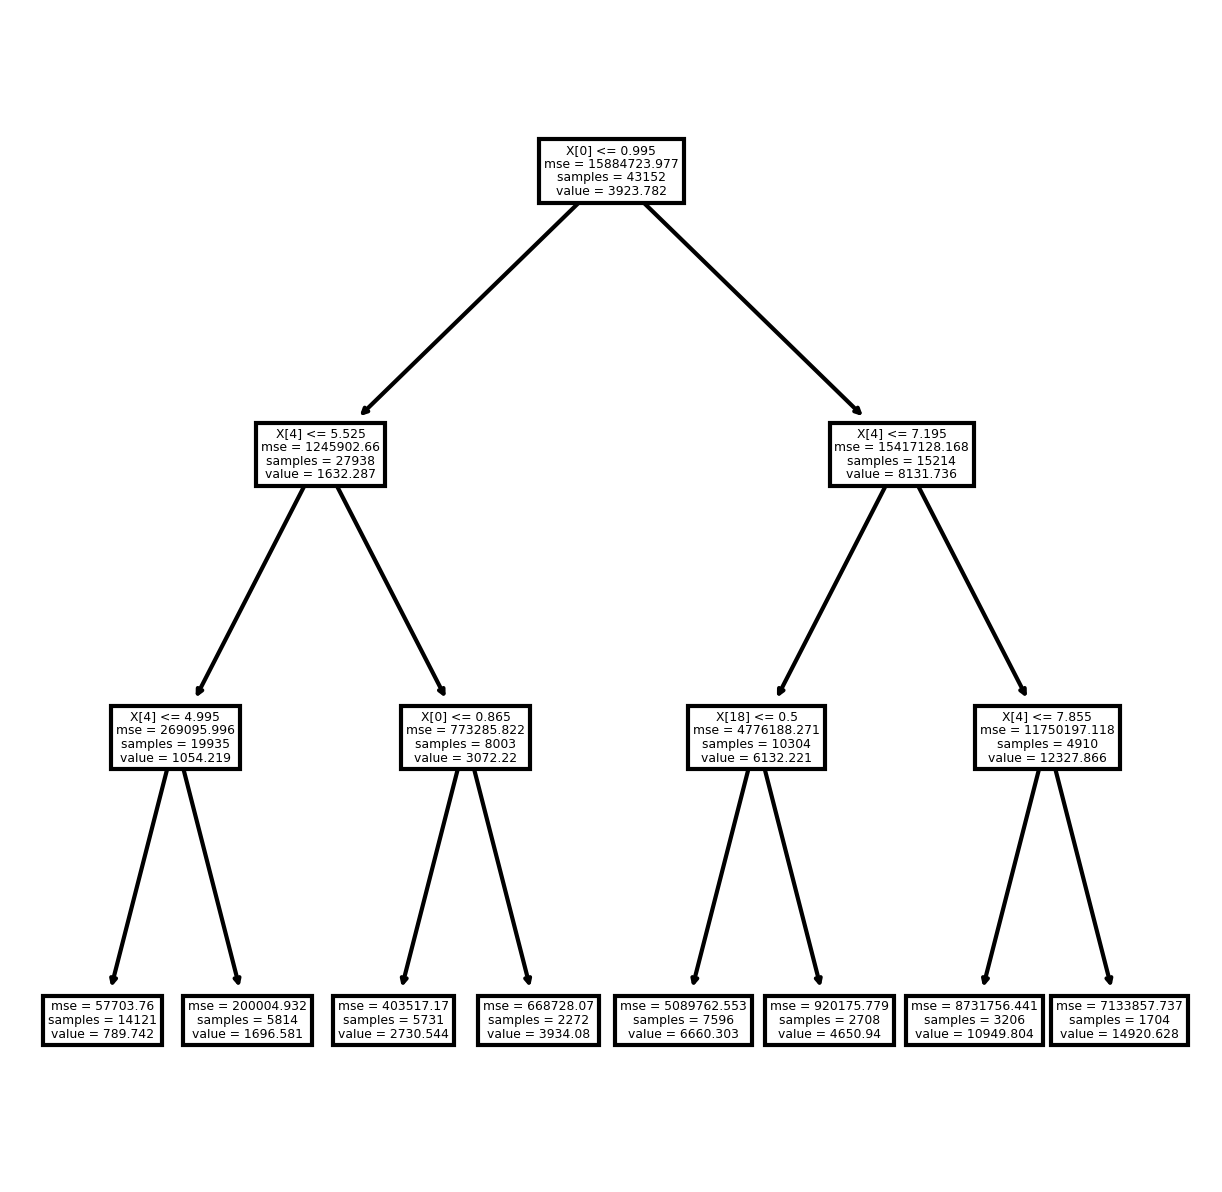 X[0] <= 0.995
mse = 15884723.977
samples = 43152
value = 3923.782
X[4] <= 5.525
mse = 1245902.66
samples = 27938
value = 1632.287
X[4] <= 7.195
mse = 15417128.168
samples = 15214
value = 8131.736
X[4] <= 4.995
mse = 269095.996
samples = 19935
value = 1054.219
X[0] <= 0.865
mse = 773285.822
samples = 8003
value = 3072.22
X[18] <= 0.5
mse = 4776188.271
samples = 10304
value = 6132.221
X[4] <= 7.855
mse = 11750197.118
samples = 4910
value = 12327.866
mse = 57703.76
samples = 14121
value = 789.742
mse = 200004.932
samples = 5814
value = 1696.581
mse = 403517.17
samples = 5731
value = 2730.544
mse = 668728.07
samples = 2272
value = 3934.08
mse = 5089762.553
samples = 7596
value = 6660.303
mse = 920175.779
samples = 2708
value = 4650.94
mse = 8731756.441
samples = 3206
value = 10949.804
mse = 7133857.737
samples = 1704
value = 14920.628